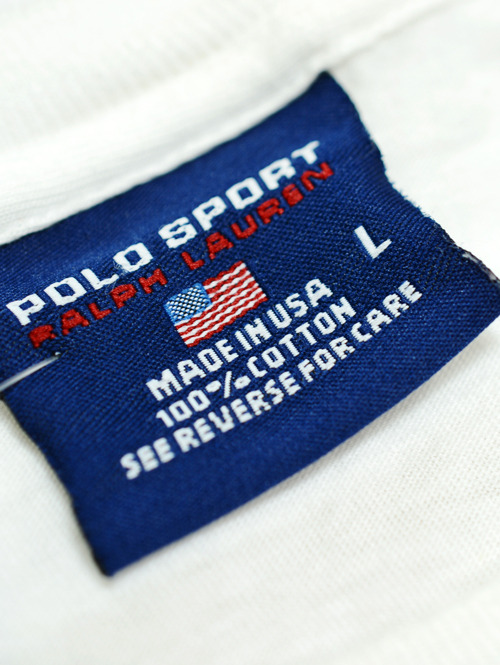 POLO SPORT
RALPH LAUREN
L
MADE IN USA
100%COTTON
SEE REVERSE FOR CARE